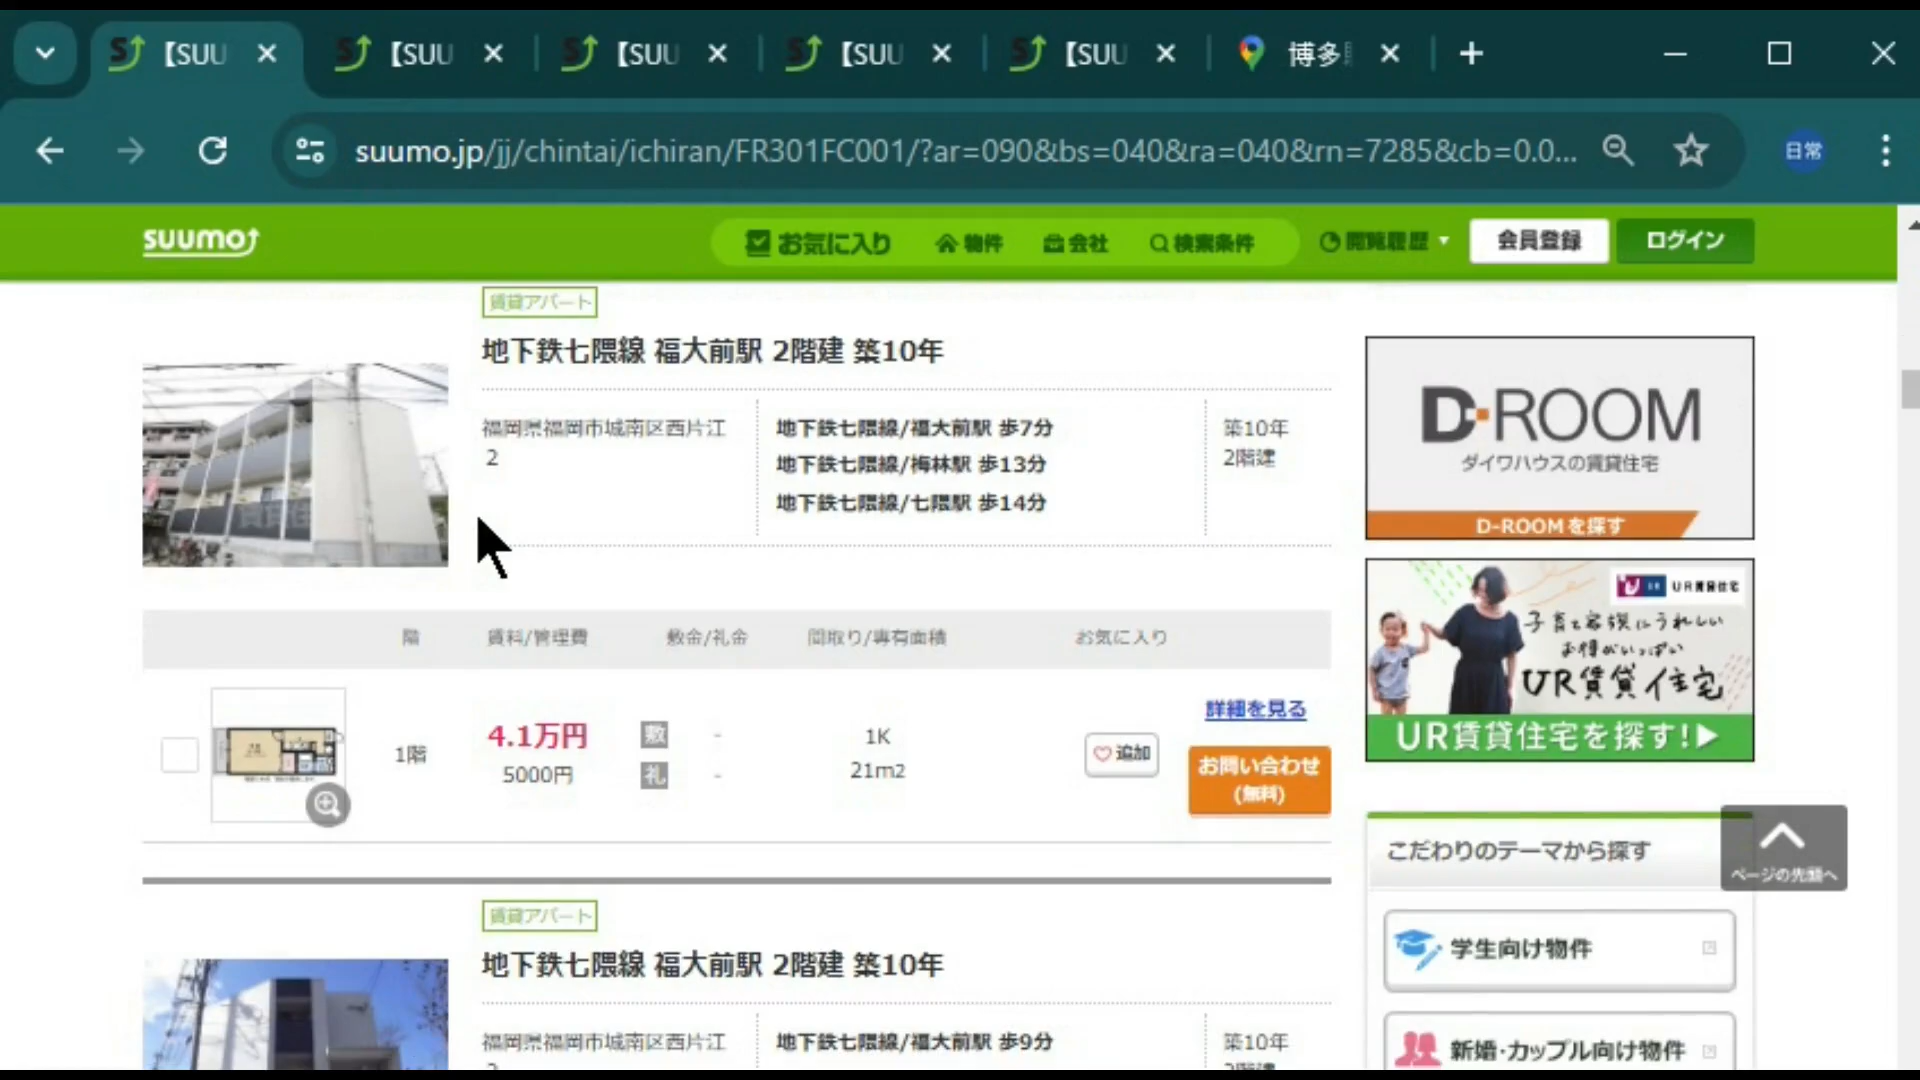 【SUU
【SUU
【SUU
【SUU
【SUU
博多
suumo.jp/jj/chintai/ichiran/FR301FC001/?ar=090&bs=040&ra=040&rn=7285&cb=0.0...
日常
suumo
お気に入り
物件
会社
検索条件
閲覧履歴
会員登録
ログイン
賃貸アパート
地下鉄七隈線 福大前駅 2階建 築10年
福岡県福岡市城南区西片江
2
地下鉄七隈線/福大前駅 歩7分
地下鉄七隈線/梅林駅 歩13分
地下鉄七隈線/七隈駅 歩14分
築10年
2階建
階
賃料/管理費
敷金/礼金
間取り/専有面積
お気に入り
1階
4.1万円
5000円
敷 -
礼 -
1K
21m2
追加
詳細を見る
お問い合わせ
(無料)
賃貸アパート
地下鉄七隈線 福大前駅 2階建 築10年
福岡県福岡市城南区西片江
地下鉄七隈線/福大前駅 歩9分
築10年
D-ROOM
ダイワハウスの賃貸住宅
D-ROOMを探す
UR賃貸住宅
子育て家族にうれしい
お得がいっぱい
UR賃貸住宅
UR賃貸住宅を探す!▶
こだわりのテーマから探す
ページの先頭へ
学生向け物件
新婚・カップル向け物件